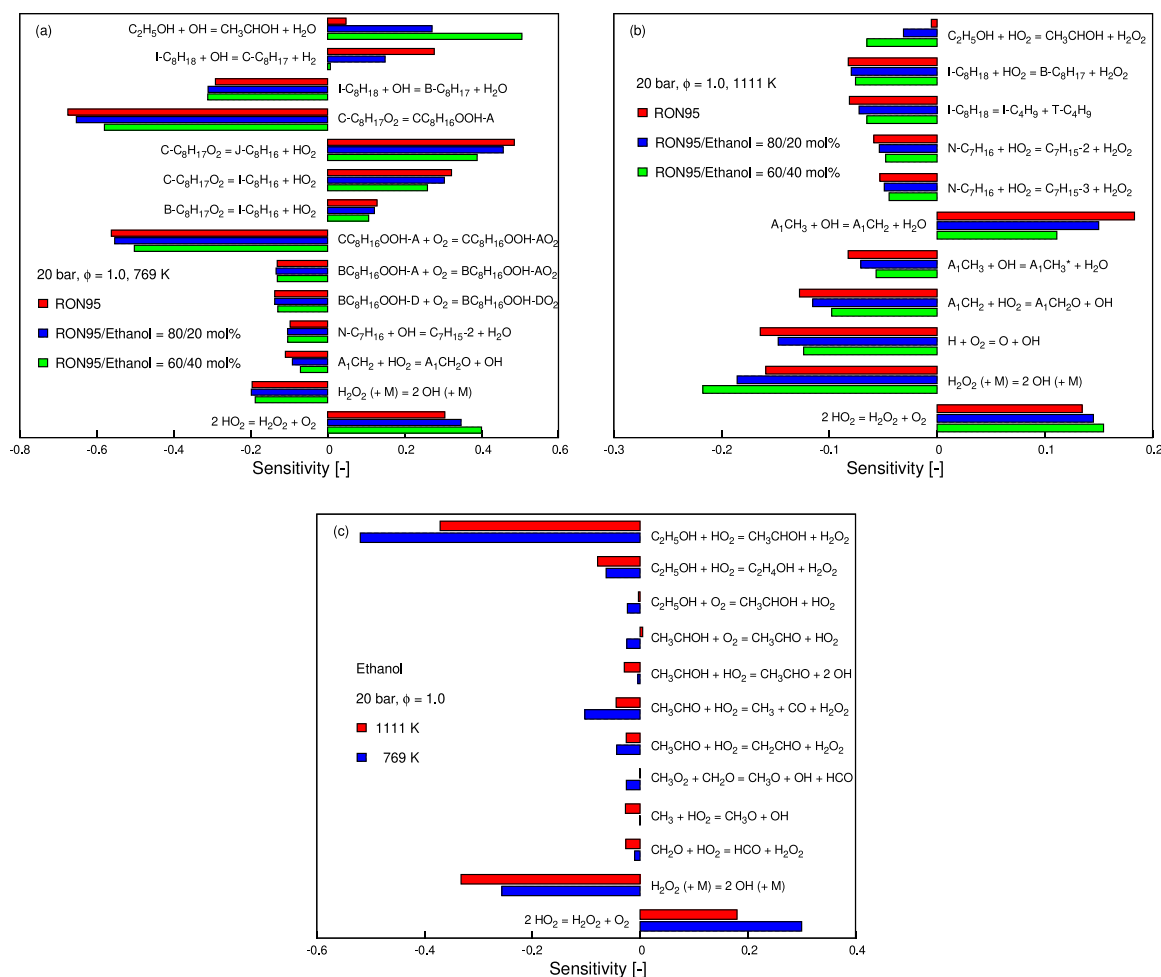 (a)
C₂H₅OH + OH = CH₃CHOH + H₂O
I-C₈H₁₈ + OH = C-C₈H₁₇ + H₂
I-C₈H₁₈ + OH = B-C₈H₁₇ + H₂O
C-C₈H₁₇O₂ = CC₈H₁₆OOH-A
C-C₈H₁₇O₂ = J-C₈H₁₆ + HO₂
C-C₈H₁₇O₂ = I-C₈H₁₆ + HO₂
B-C₈H₁₇O₂ = I-C₈H₁₆ + HO₂
CC₈H₁₆OOH-A + O₂ = CC₈H₁₆OOH-AO₂
BC₈H₁₆OOH-A + O₂ = BC₈H₁₆OOH-AO₂
BC₈H₁₆OOH-D + O₂ = BC₈H₁₆OOH-DO₂
N-C₇H₁₆ + OH = C₇H₁₅-2 + H₂O
A₁CH₂ + HO₂ = A₁CH₂O + OH
H₂O₂ (+ M) = 2 OH (+ M)
2 HO₂ = H₂O₂ + O₂
20 bar, ϕ = 1.0, 769 K
RON95
RON95/Ethanol = 80/20 mol%
RON95/Ethanol = 60/40 mol%
-0.8 -0.6 -0.4 -0.2 0 0.2 0.4 0.6
Sensitivity [-]
(b)
C₂H₅OH + HO₂ = CH₃CHOH + H₂O₂
I-C₈H₁₈ + HO₂ = B-C₈H₁₇ + H₂O₂
I-C₈H₁₈ = I-C₄H₉ + T-C₄H₉
N-C₇H₁₆ + HO₂ = C₇H₁₅-2 + H₂O₂
N-C₇H₁₆ + HO₂ = C₇H₁₅-3 + H₂O₂
A₁CH₃ + OH = A₁CH₂ + H₂O
A₁CH₃ + OH = A₁CH₃* + H₂O
A₁CH₂ + HO₂ = A₁CH₂O + OH
H + O₂ = O + OH
H₂O₂ (+ M) = 2 OH (+ M)
2 HO₂ = H₂O₂ + O₂
20 bar, ϕ = 1.0, 1111 K
RON95
RON95/Ethanol = 80/20 mol%
RON95/Ethanol = 60/40 mol%
-0.3 -0.2 -0.1 0 0.1 0.2
Sensitivity [-]
(c)
C₂H₅OH + HO₂ = CH₃CHOH + H₂O₂
C₂H₅OH + HO₂ = C₂H₄OH + H₂O₂
C₂H₅OH + O₂ = CH₃CHOH + HO₂
CH₃CHOH + O₂ = CH₃CHO + HO₂
CH₃CHOH + HO₂ = CH₃CHO + 2 OH
CH₃CHO + HO₂ = CH₃ + CO + H₂O₂
CH₃CHO + HO₂ = CH₂CHO + H₂O₂
CH₃O₂ + CH₂O = CH₃O + OH + HCO
CH₃ + HO₂ = CH₃O + OH
CH₂O + HO₂ = HCO + H₂O₂
H₂O₂ (+ M) = 2 OH (+ M)
2 HO₂ = H₂O₂ + O₂
Ethanol
20 bar, ϕ = 1.0
1111 K
769 K
-0.6 -0.4 -0.2 0 0.2 0.4
Sensitivity [-]